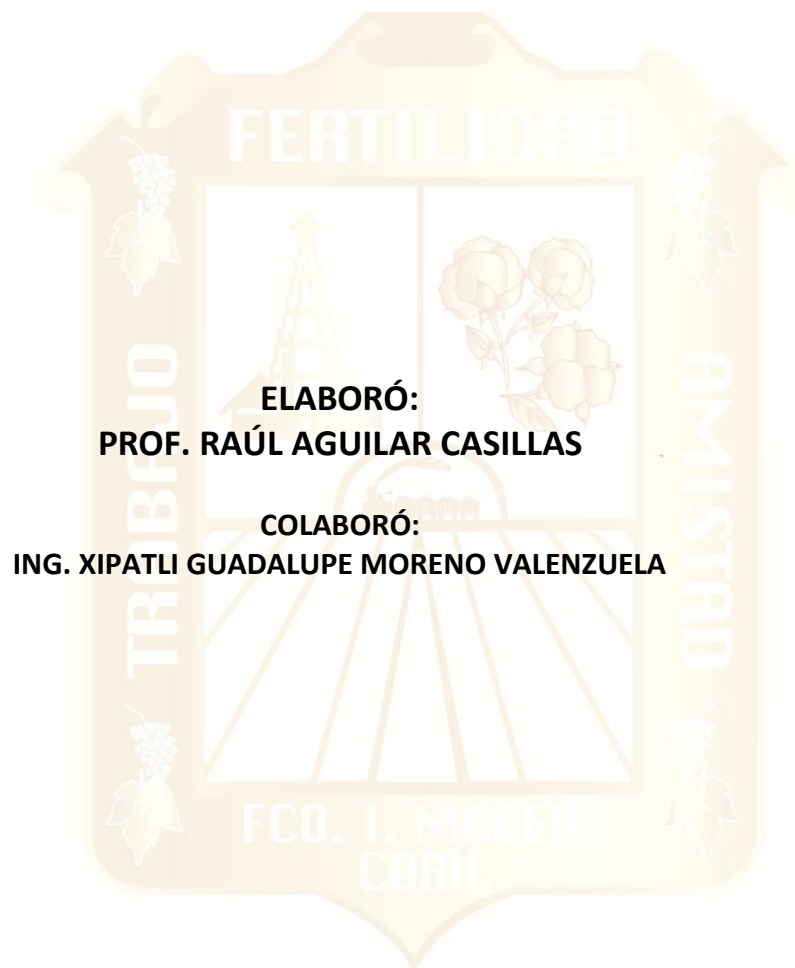 FERTILIDAD
TRABAJO
AMISTAD
ELABORÓ:
PROF. RAÚL AGUILAR CASILLAS
COLABORÓ:
ING. XIPATLI GUADALUPE MORENO VALENZUELA
FCO. I. MADERO
COAH.